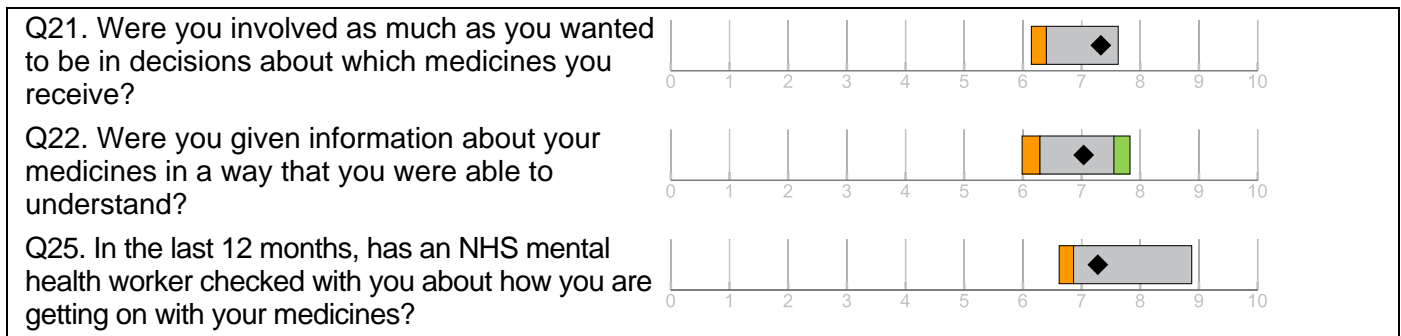 Q21. Were you involved as much as you wanted
to be in decisions about which medicines you
receive?
0 1 2 3 4 5 6 7 8 9 10
Q22. Were you given information about your
medicines in a way that you were able to
understand?
0 1 2 3 4 5 6 7 8 9 10
Q25. In the last 12 months, has an NHS mental
health worker checked with you about how you are
getting on with your medicines?
0 1 2 3 4 5 6 7 8 9 10